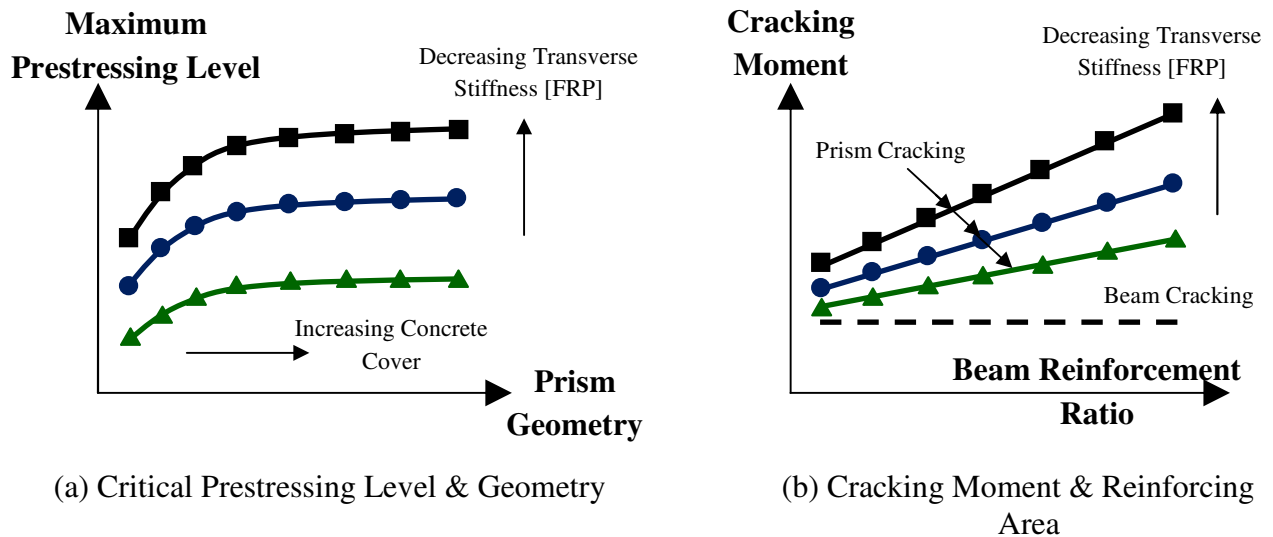 Maximum
Prestressing Level
Decreasing Transverse
Stiffness [FRP]
Increasing Concrete
Cover
Prism
Geometry
(a) Critical Prestressing Level & Geometry
Cracking
Moment
Decreasing Transverse
Stiffness [FRP]
Prism Cracking
Beam Cracking
Beam Reinforcement
Ratio
(b) Cracking Moment & Reinforcing
Area